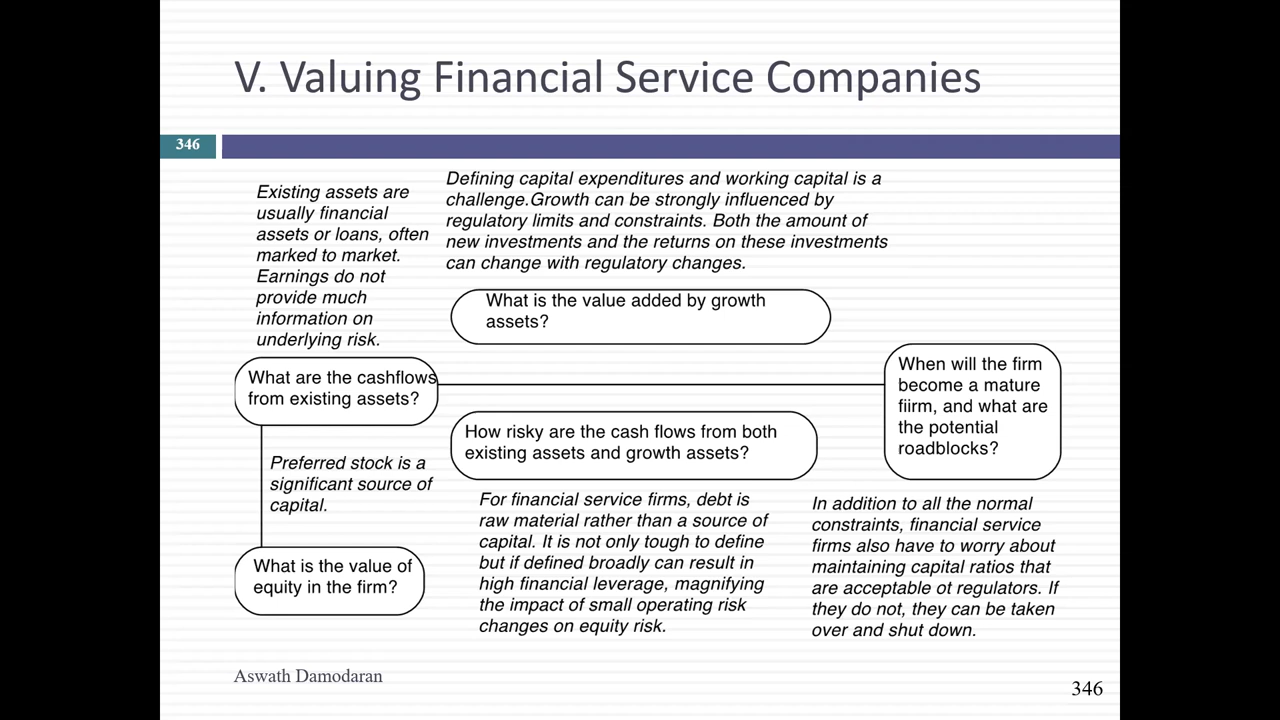 V. Valuing Financial Service Companies
346
Existing assets are
usually financial
assets or loans, often
marked to market.
Earnings do not
provide much
information on
underlying risk.
Defining capital expenditures and working capital is a
challenge.Growth can be strongly influenced by
regulatory limits and constraints. Both the amount of
new investments and the returns on these investments
can change with regulatory changes.
What is the value added by growth
assets?
What are the cashflows
from existing assets?
When will the firm
become a mature
fiirm, and what are
the potential
roadblocks?
How risky are the cash flows from both
existing assets and growth assets?
Preferred stock is a
significant source of
capital.
What is the value of
equity in the firm?
For financial service firms, debt is
raw material rather than a source of
capital. It is not only tough to define
but if defined broadly can result in
high financial leverage, magnifying
the impact of small operating risk
changes on equity risk.
In addition to all the normal
constraints, financial service
firms also have to worry about
maintaining capital ratios that
are acceptable ot regulators. If
they do not, they can be taken
over and shut down.
Aswath Damodaran
346